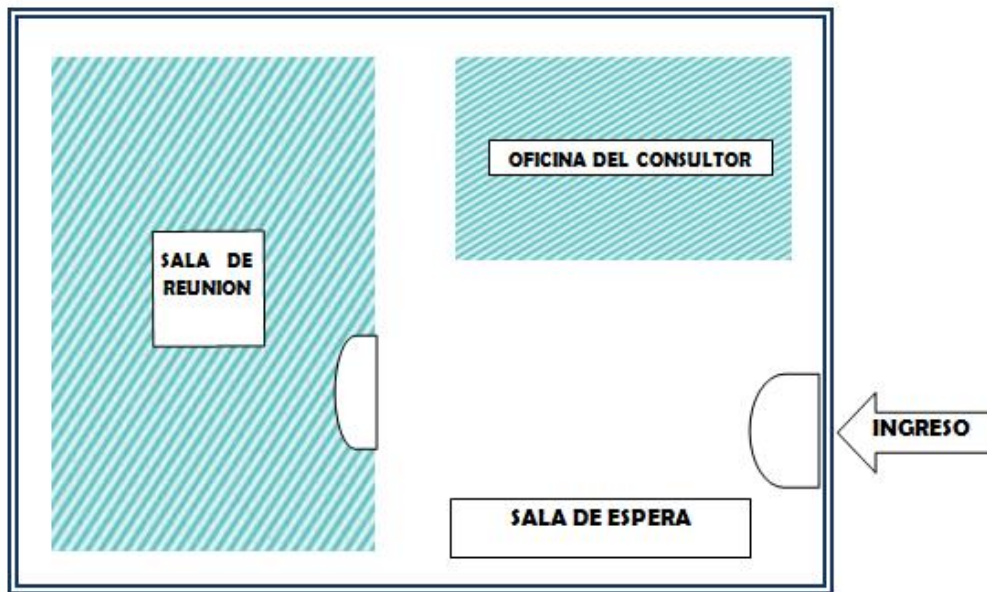 OFICINA DEL CONSULTOR
SALA DE
REUNION
INGRESO
SALA DE ESPERA